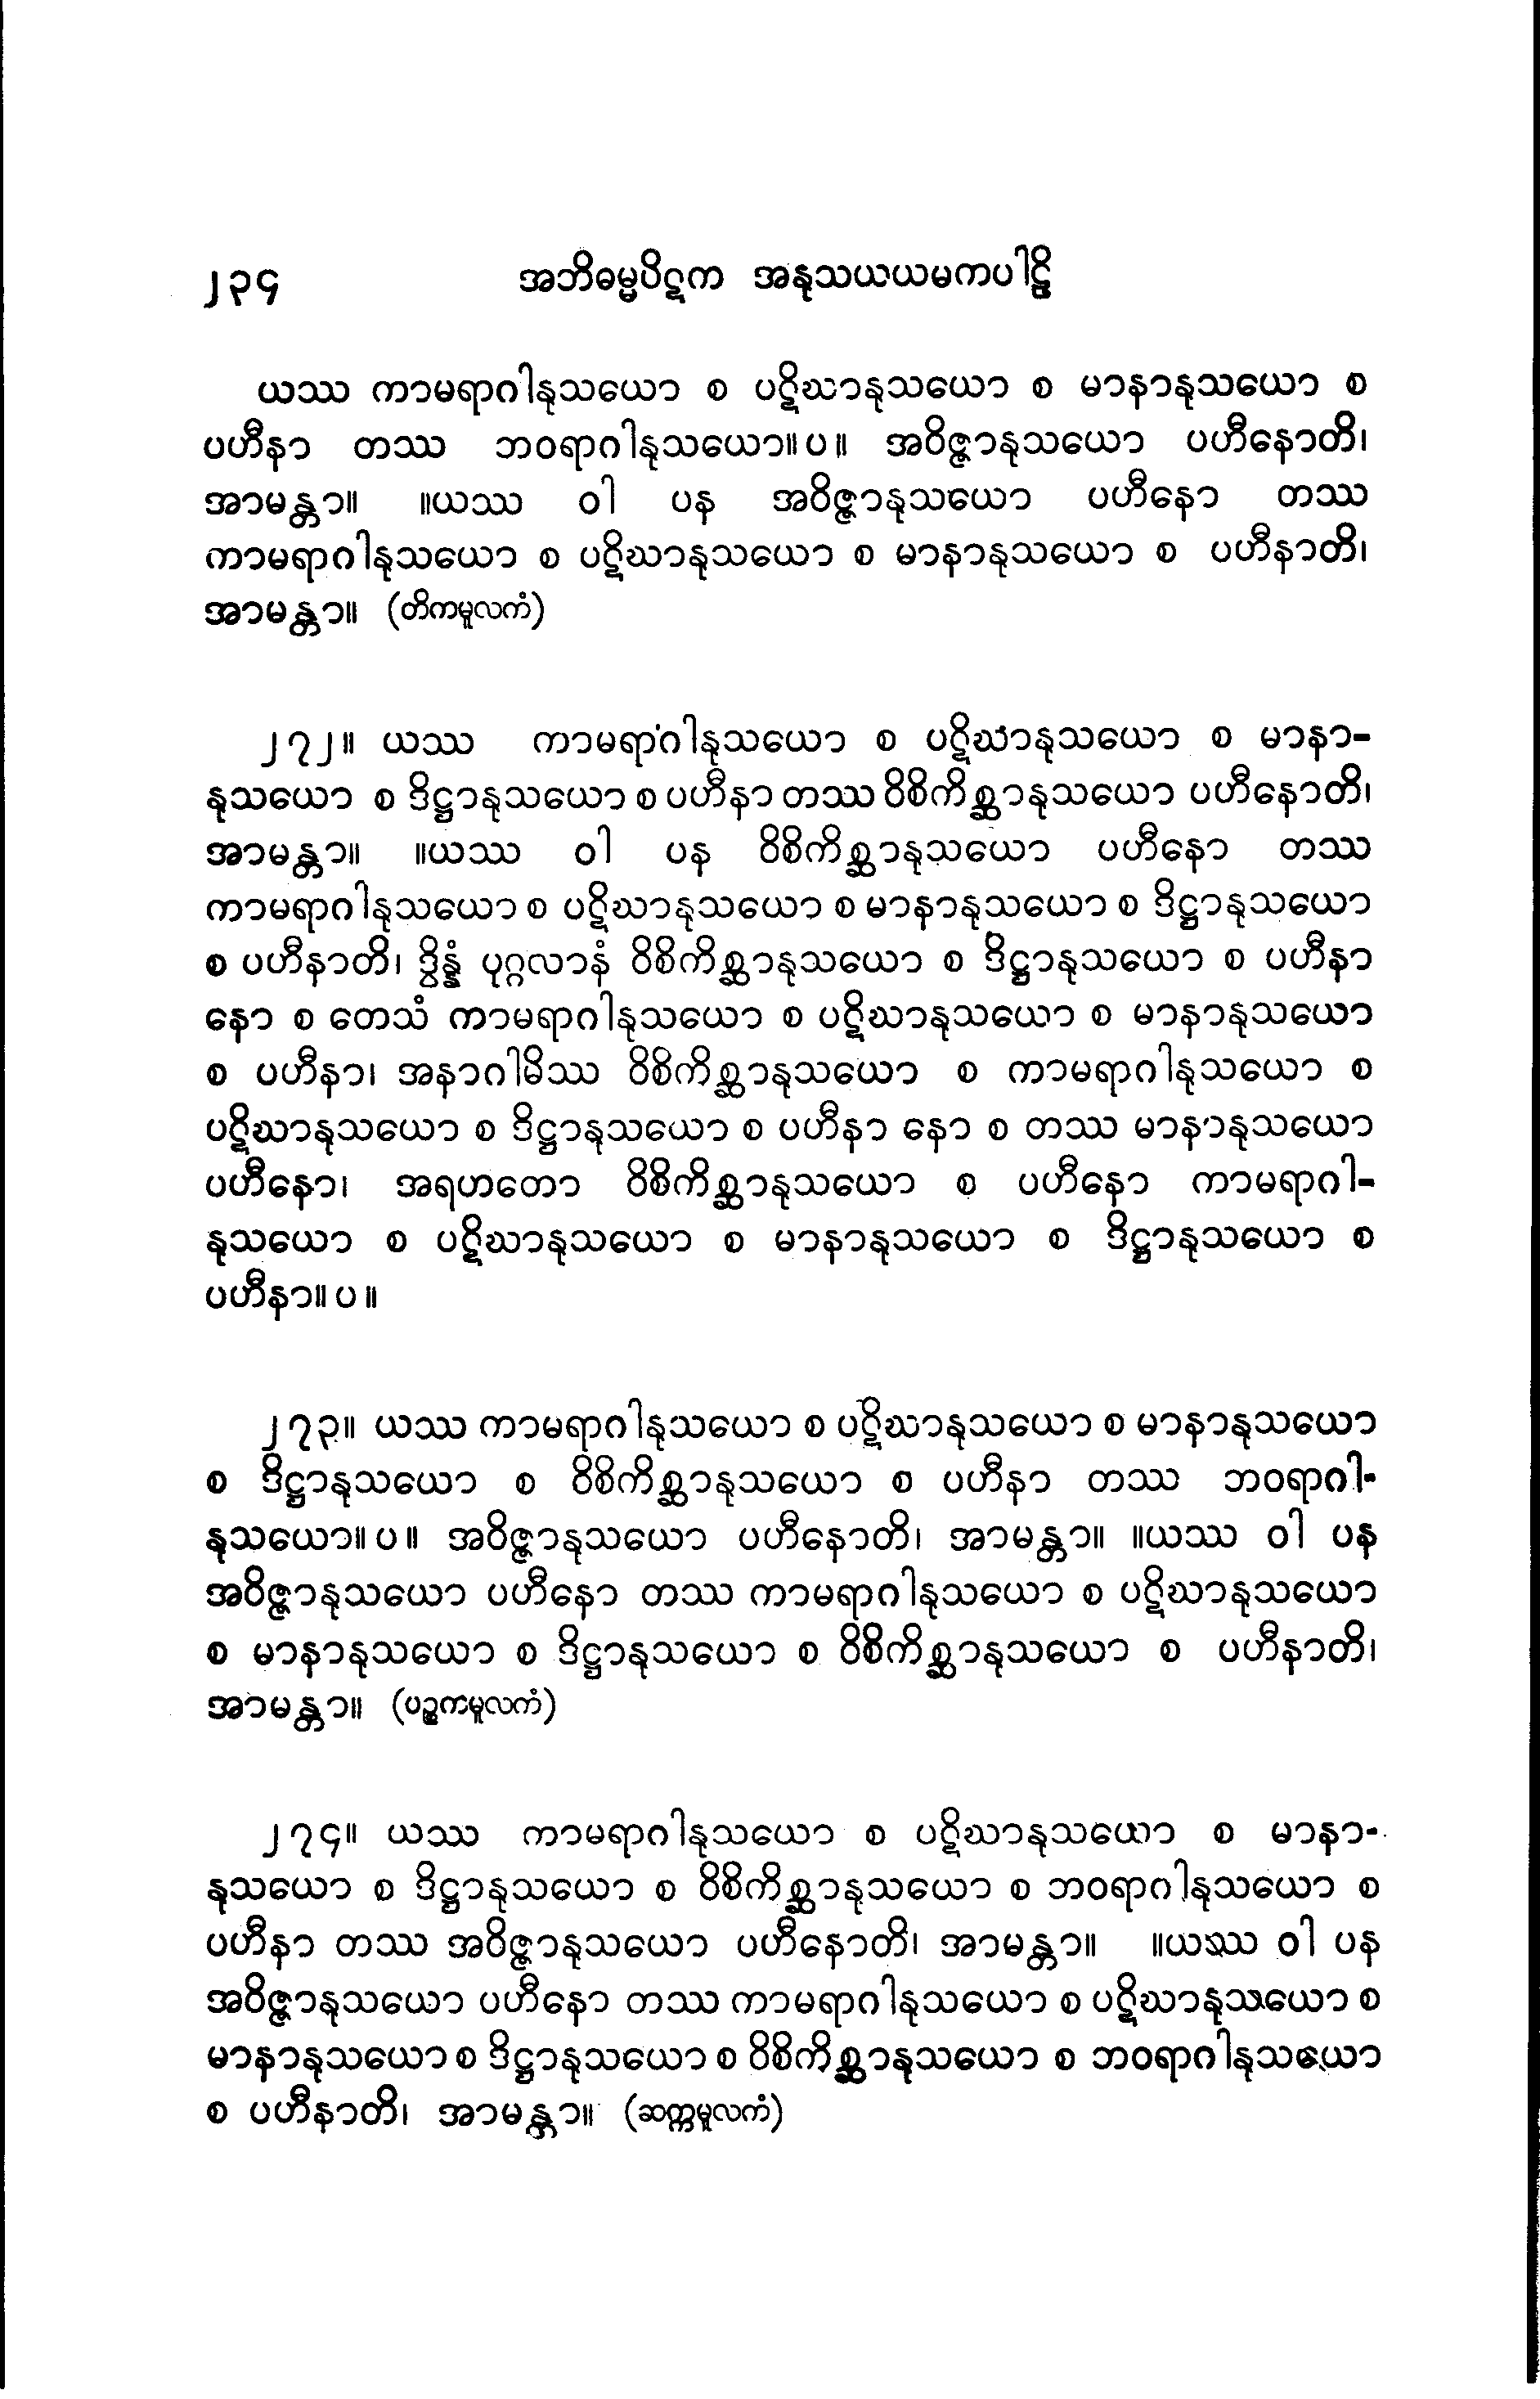 ၂၃၄ အဘိဓမ္မပိဋက အနုသယယမကပါဠိ
ယဿ ကာမရာဂါနုသယော စ ပဋိဃာနုသယော စ မာနာနုသယော စ
ပဟီနာ တဿ ဘဝရာဂါနုသယော။ပ။ အဝိဇ္ဇာနုသယော ပဟီနောတိ၊
အာမန္တာ။ ။ယဿ ဝါ ပန အဝိဇ္ဇာနုသယော ပဟီနော တဿ
ကာမရာဂါနုသယော စ ပဋိဃာနုသယော စ မာနာနုသယော စ ပဟီနာတိ၊
အာမန္တာ။ (တိကမူလကံ)
၂၇၂။ ယဿ ကာမရာဂါနုသယော စ ပဋိဃာနုသယော စ မာနာ-
နုသယော စ ဒိဋ္ဌာနုသယော စ ပဟီနာ တဿ ဝိစိကိစ္ဆာနုသယော ပဟီနောတိ၊
အာမန္တာ။ ။ယဿ ဝါ ပန ဝိစိကိစ္ဆာနုသယော ပဟီနော တဿ
ကာမရာဂါနုသယော စ ပဋိဃာနုသယော စ မာနာနုသယော စ ဒိဋ္ဌာနုသယော
စ ပဟီနာတိ၊ ဒွိန္နံ ပုဂ္ဂလာနံ ဝိစိကိစ္ဆာနုသယော စ ဒိဋ္ဌာနုသယော စ ပဟီနာ
နော စ တေသံ ကာမရာဂါနုသယော စ ပဋိဃာနုသယော စ မာနာနုသယော
စ ပဟီနာ၊ အနာဂါမိဿ ဝိစိကိစ္ဆာနုသယော စ ကာမရာဂါနုသယော စ
ပဋိဃာနုသယော စ ဒိဋ္ဌာနုသယော စ ပဟီနာ နော စ တဿ မာနာနုသယော
ပဟီနော၊ အရဟတော ဝိစိကိစ္ဆာနုသယော စ ပဟီနော ကာမရာဂါ-
နုသယော စ ပဋိဃာနုသယော စ မာနာနုသယော စ ဒိဋ္ဌာနုသယော စ
ပဟီနာ။ပ။
၂၇၃။ ယဿ ကာမရာဂါနုသယော စ ပဋိဃာနုသယော စ မာနာနုသယော
စ ဒိဋ္ဌာနုသယော စ ဝိစိကိစ္ဆာနုသယော စ ပဟီနာ တဿ ဘဝရာဂါ-
နုသယော။ပ။ အဝိဇ္ဇာနုသယော ပဟီနောတိ၊ အာမန္တာ။ ။ယဿ ဝါ ပန
အဝိဇ္ဇာနုသယော ပဟီနော တဿ ကာမရာဂါနုသယော စ ပဋိဃာနုသယော
စ မာနာနုသယော စ ဒိဋ္ဌာနုသယော စ ဝိစိကိစ္ဆာနုသယော စ ပဟီနာတိ၊
အာမန္တာ။ (ပဉ္စကမူလကံ)
၂၇၄။ ယဿ ကာမရာဂါနုသယော စ ပဋိဃာနုသယော စ မာနာ-
နုသယော စ ဒိဋ္ဌာနုသယော စ ဝိစိကိစ္ဆာနုသယော စ ဘဝရာဂါနုသယော စ
ပဟီနာ တဿ အဝိဇ္ဇာနုသယော ပဟီနောတိ၊ အာမန္တာ။ ။ယဿ ဝါ ပန
အဝိဇ္ဇာနုသယော ပဟီနော တဿ ကာမရာဂါနုသယော စ ပဋိဃာနုသယော စ
မာနာနုသယော စ ဒိဋ္ဌာနုသယော စ ဝိစိကိစ္ဆာနုသယော စ ဘဝရာဂါနုသယော
စ ပဟီနာတိ၊ အာမန္တာ။ (ဆက္ကမူလကံ)